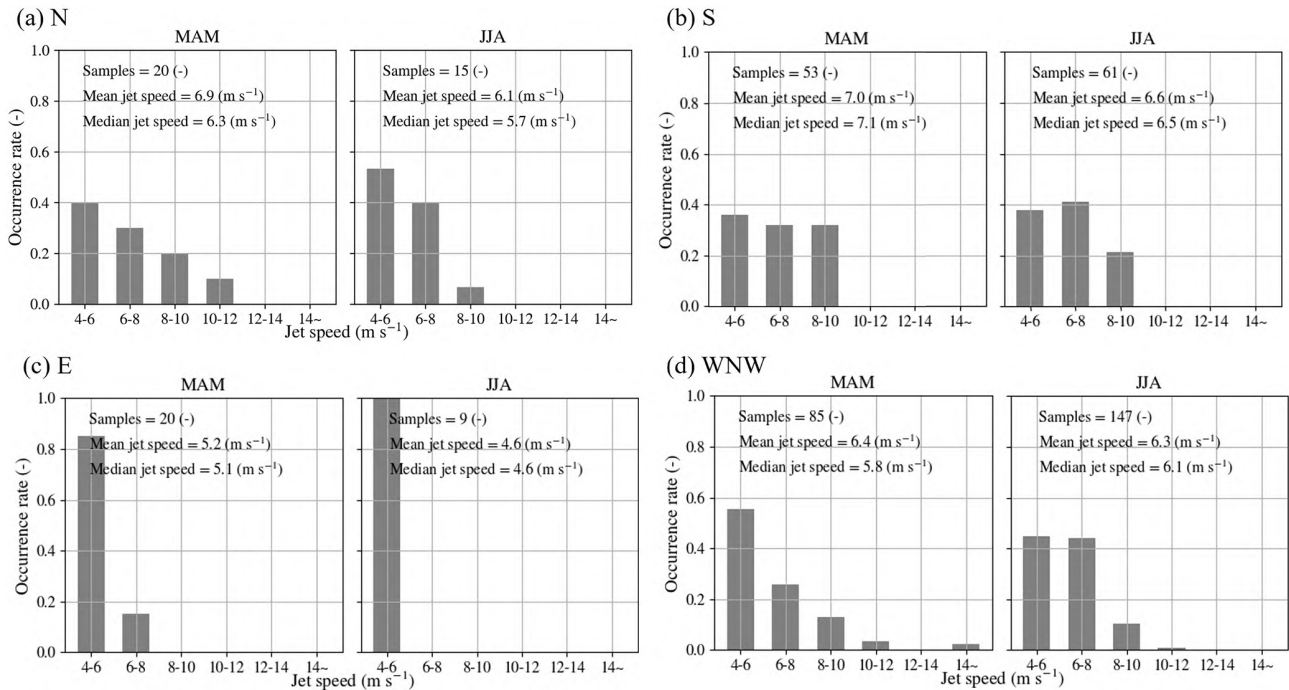 (a) N
MAM
JJA
Samples = 20 (-)
Mean jet speed = 6.9 (m s⁻¹)
Median jet speed = 6.3 (m s⁻¹)
Samples = 15 (-)
Mean jet speed = 6.1 (m s⁻¹)
Median jet speed = 5.7 (m s⁻¹)
Occurrence rate (-)
1.0
0.8
0.6
0.4
0.2
0.0
4-6 6-8 8-10 10-12 12-14 14~
4-6 6-8 8-10 10-12 12-14 14~
Jet speed (m s⁻¹)
(b) S
MAM
JJA
Samples = 53 (-)
Mean jet speed = 7.0 (m s⁻¹)
Median jet speed = 7.1 (m s⁻¹)
Samples = 61 (-)
Mean jet speed = 6.6 (m s⁻¹)
Median jet speed = 6.5 (m s⁻¹)
Occurrence rate (-)
1.0
0.8
0.6
0.4
0.2
0.0
4-6 6-8 8-10 10-12 12-14 14~
4-6 6-8 8-10 10-12 12-14 14~
Jet speed (m s⁻¹)
(c) E
MAM
JJA
Samples = 20 (-)
Mean jet speed = 5.2 (m s⁻¹)
Median jet speed = 5.1 (m s⁻¹)
Samples = 9 (-)
Mean jet speed = 4.6 (m s⁻¹)
Median jet speed = 4.6 (m s⁻¹)
Occurrence rate (-)
1.0
0.8
0.6
0.4
0.2
0.0
4-6 6-8 8-10 10-12 12-14 14~
4-6 6-8 8-10 10-12 12-14 14~
Jet speed (m s⁻¹)
(d) WNW
MAM
JJA
Samples = 85 (-)
Mean jet speed = 6.4 (m s⁻¹)
Median jet speed = 5.8 (m s⁻¹)
Samples = 147 (-)
Mean jet speed = 6.3 (m s⁻¹)
Median jet speed = 6.1 (m s⁻¹)
Occurrence rate (-)
1.0
0.8
0.6
0.4
0.2
0.0
4-6 6-8 8-10 10-12 12-14 14~
4-6 6-8 8-10 10-12 12-14 14~
Jet speed (m s⁻¹)